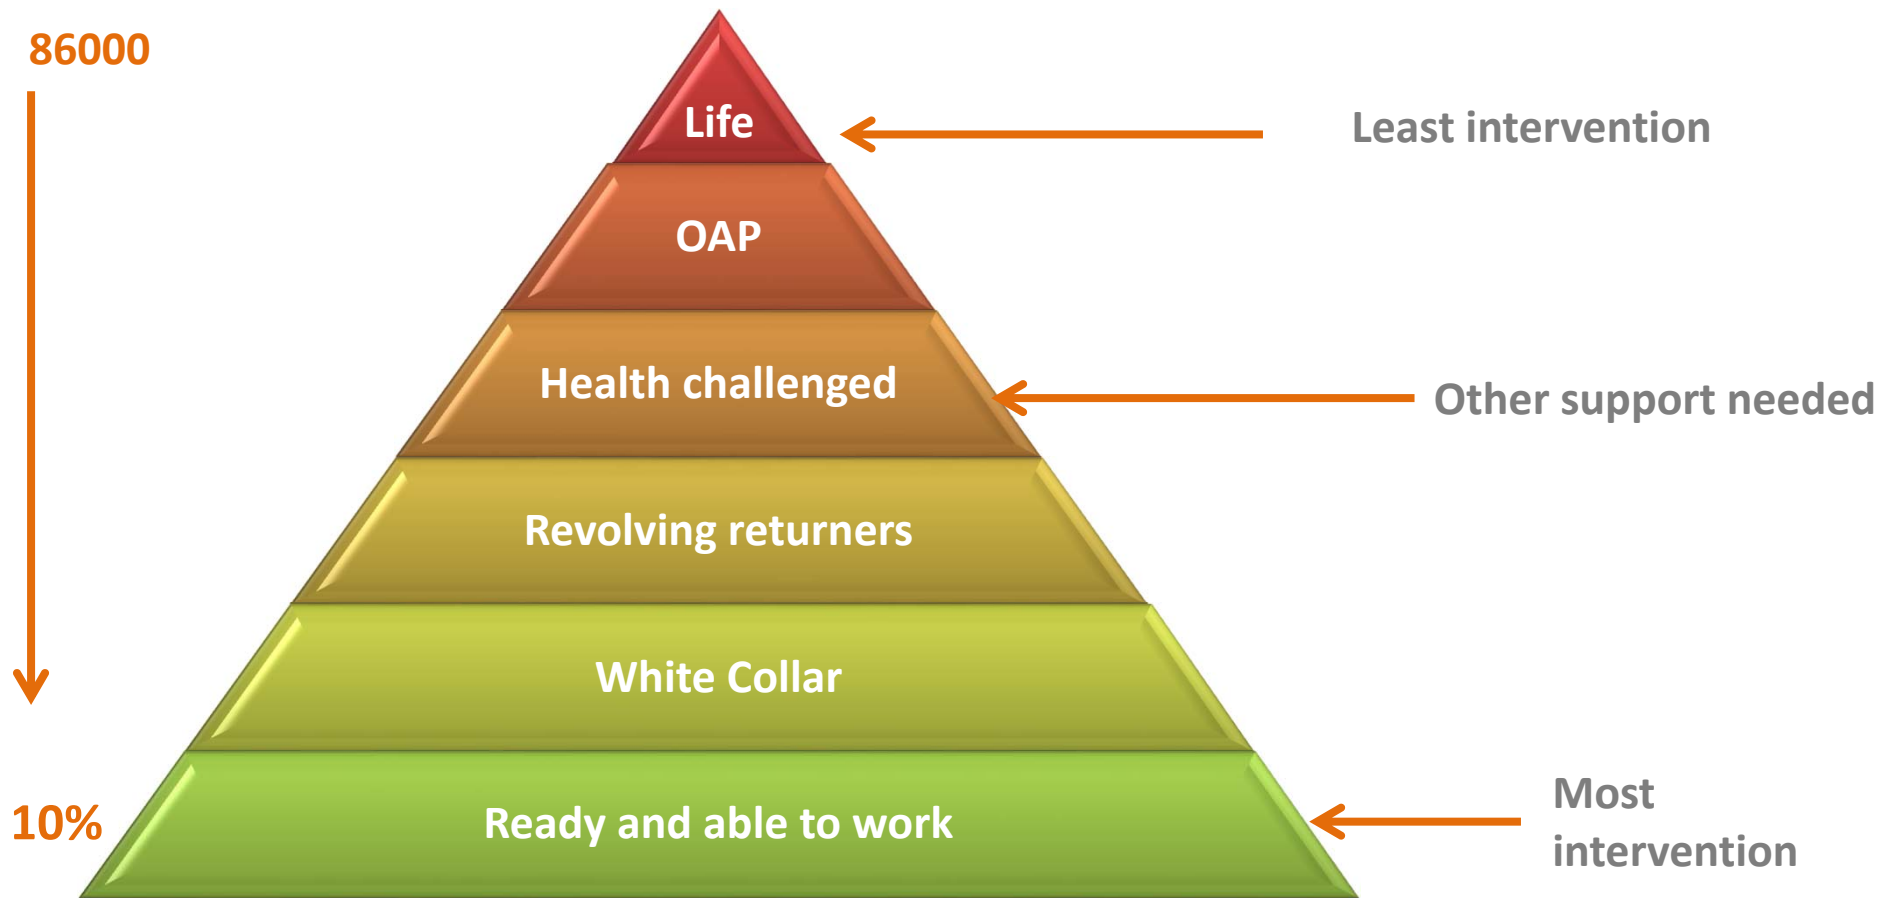 86000
Life
Least intervention
OAP
Health challenged
Other support needed
Revolving returners
White Collar
10%
Ready and able to work
Most
intervention